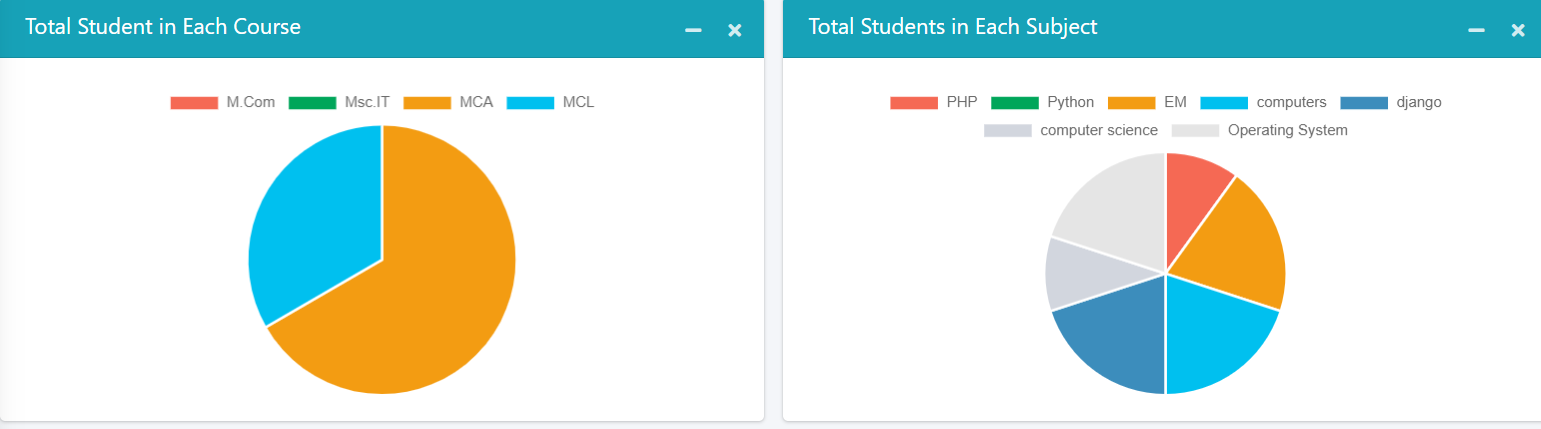 Total Student in Each Course
M.Com Msc.IT MCA MCL
Total Students in Each Subject
PHP Python EM computers django
computer science Operating System